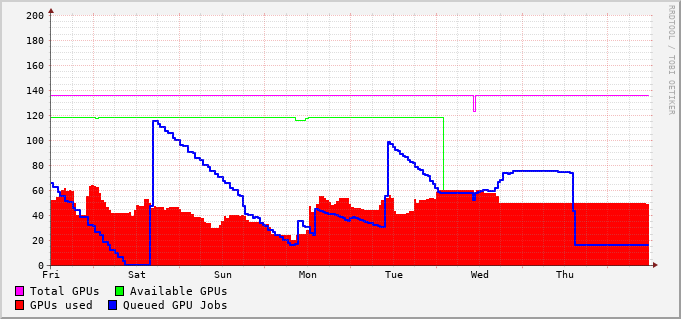 200
180
160
140
120
100
80
60
40
20
0
Fri Sat Sun Mon Tue Wed Thu
Total GPUs Available GPUs
GPUs used Queued GPU Jobs
RRDTOOL / TOBI OETIKER